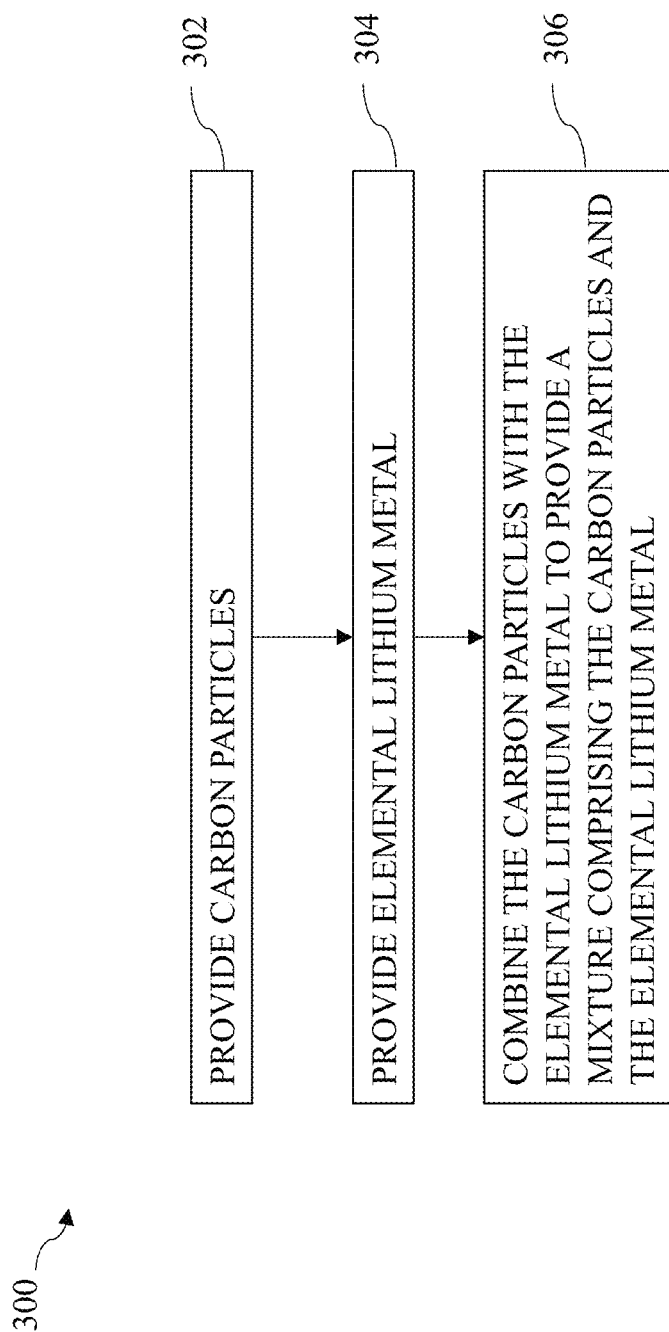 300
PROVIDE CARBON PARTICLES
302
PROVIDE ELEMENTAL LITHIUM METAL
304
COMBINE THE CARBON PARTICLES WITH THE
ELEMENTAL LITHIUM METAL TO PROVIDE A
MIXTURE COMPRISING THE CARBON PARTICLES AND
THE ELEMENTAL LITHIUM METAL
306